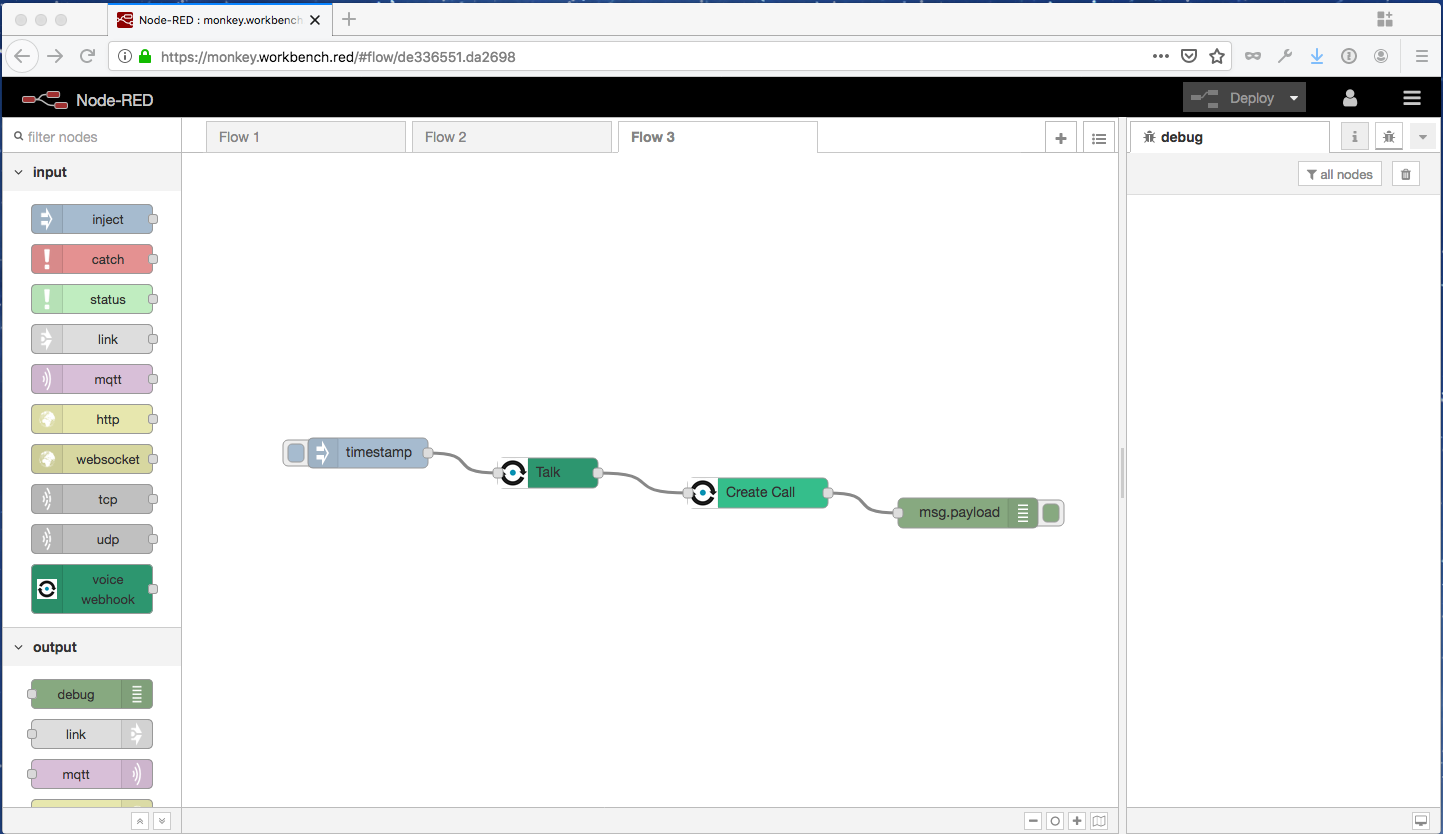 Node-RED : monkey.workbench
https://monkey.workbench.red/#flow/de336551.da2698
Node-RED
Deploy
filter nodes
Flow 1
Flow 2
Flow 3
debug
i
all nodes
input
inject
catch
status
link
mqtt
http
websocket
tcp
udp
voice
webhook
timestamp
Talk
Create Call
msg.payload
output
debug
link
mqtt